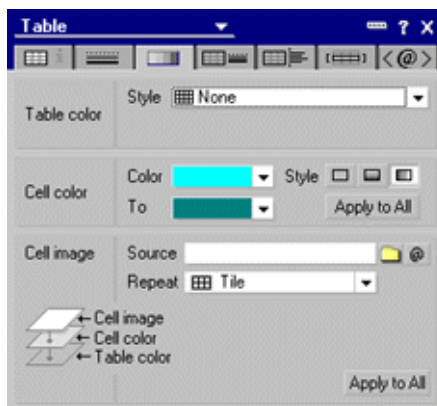 Table ? X
i <@>
Style None
Table color
Color Style
Cell color
To Apply to All
Cell image Source @
Repeat Tile
Cell image
Cell color
Table color
Apply to All